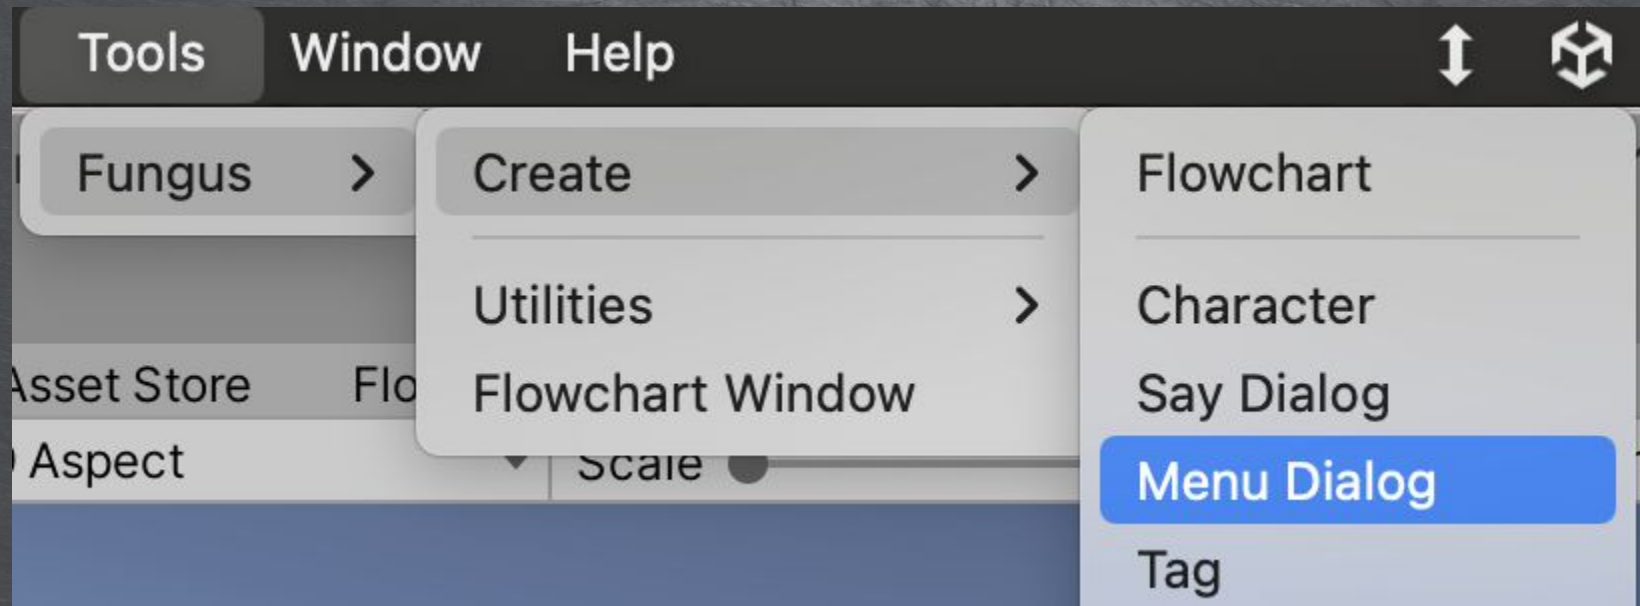 Tools Window Help
Fungus Create Flowchart
Utilities Character
Asset Store Flo Flowchart Window Say Dialog
Aspect Scale Menu Dialog
Tag